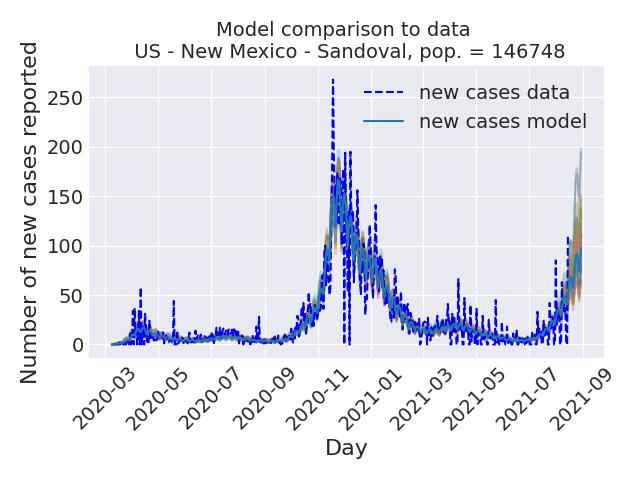 Model comparison to data
US - New Mexico - Sandoval, pop. = 146748
Number of new cases reported
250
200
150
100
50
0
new cases data
new cases model
2020-03
2020-05
2020-07
2020-09
2020-11
2021-01
2021-03
2021-05
2021-07
2021-09
Day